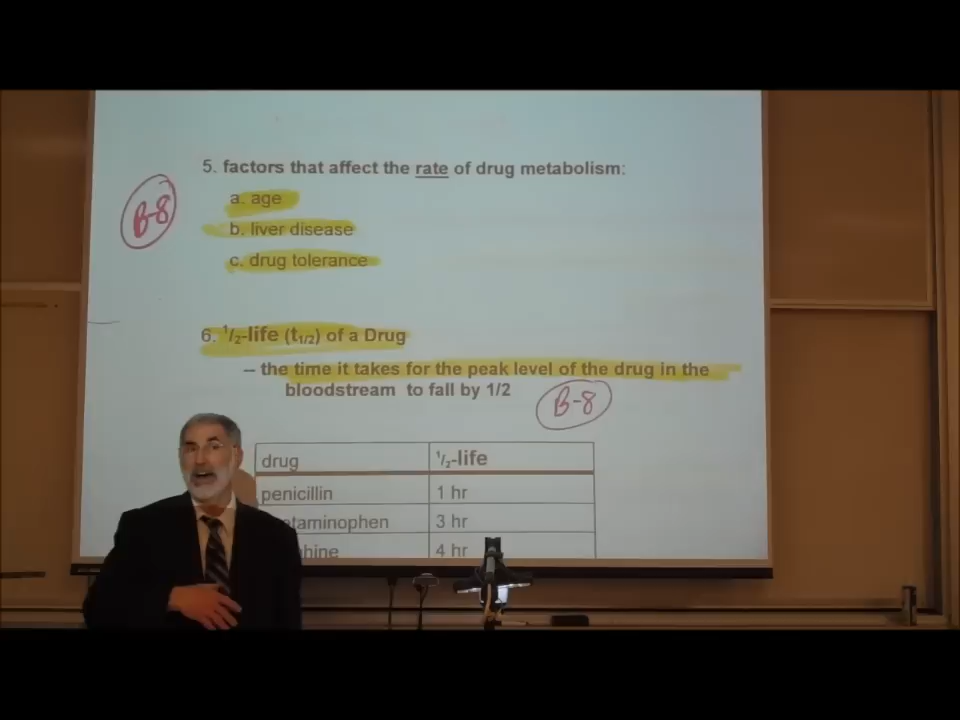 5. factors that affect the rate of drug metabolism:
a. age
B-8
b. liver disease
c. drug tolerance
6. 1/2-life (t1/2) of a Drug
– the time it takes for the peak level of the drug in the
bloodstream to fall by 1/2
B-8
drug 1/2-life
penicillin 1 hr
3 hr
4 hr